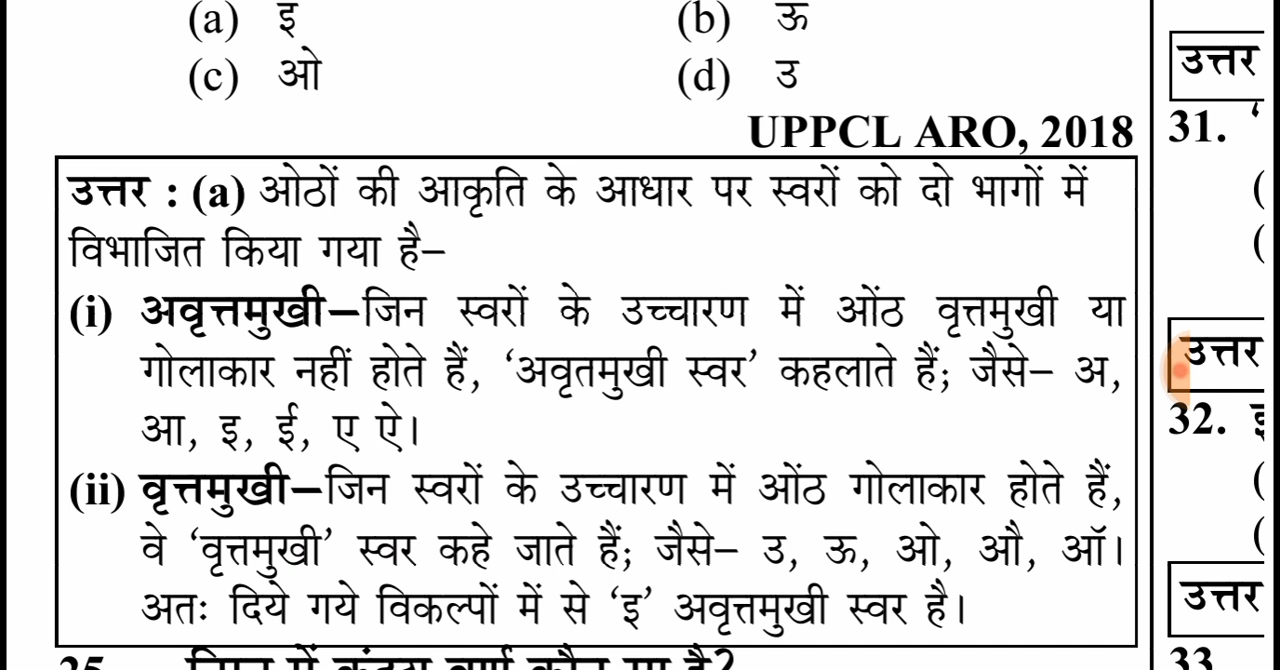 (a) इ (b) ऊ
(c) ओ (d) उ
UPPCL ARO, 2018
उत्तर : (a) ओठों की आकृति के आधार पर स्वरों को दो भागों में
विभाजित किया गया है–
(i) अवृत्तमुखी–जिन स्वरों के उच्चारण में ओंठ वृत्तमुखी या
गोलाकार नहीं होते हैं, ‘अवृतमुखी स्वर’ कहलाते हैं; जैसे– अ,
आ, इ, ई, ए ऐ।
(ii) वृत्तमुखी–जिन स्वरों के उच्चारण में ओंठ गोलाकार होते हैं,
वे ‘वृत्तमुखी’ स्वर कहे जाते हैं; जैसे– उ, ऊ, ओ, औ, ऑ।
अतः दिये गये विकल्पों में से ‘इ’ अवृत्तमुखी स्वर है।
25. निम्न में कंठ्य वर्ण कौन सा है?
उत्तर
31. ‘
(
(
उत्तर
32.
(
(
उत्तर
33